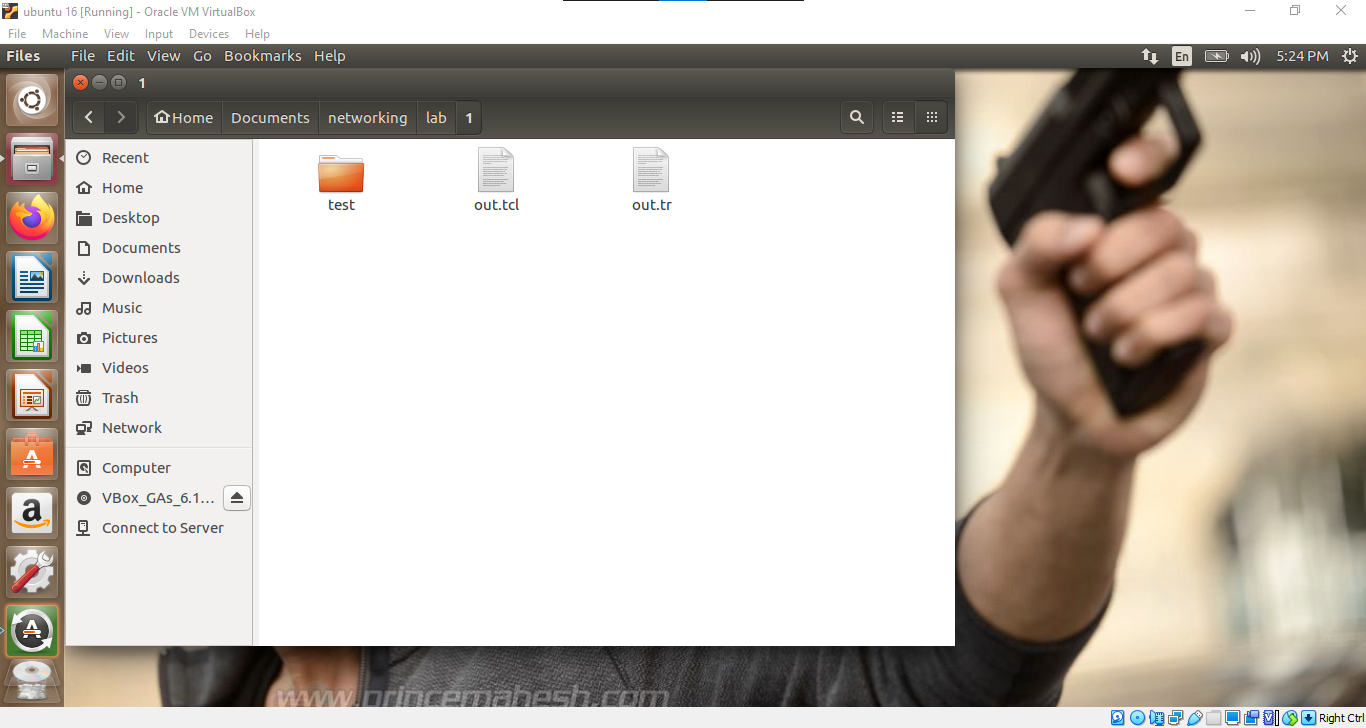 ubuntu 16 [Running] - Oracle VM VirtualBox
File Machine View Input Devices Help
Files File Edit View Go Bookmarks Help En 5:24 PM
1
Home Documents networking lab 1
Recent
Home
Desktop
Documents
Downloads
Music
Pictures
Videos
Trash
Network
Computer
VBox_GAs_6.1...
Connect to Server
test out.tcl out.tr
www.princemahesh.com
Right Ctrl